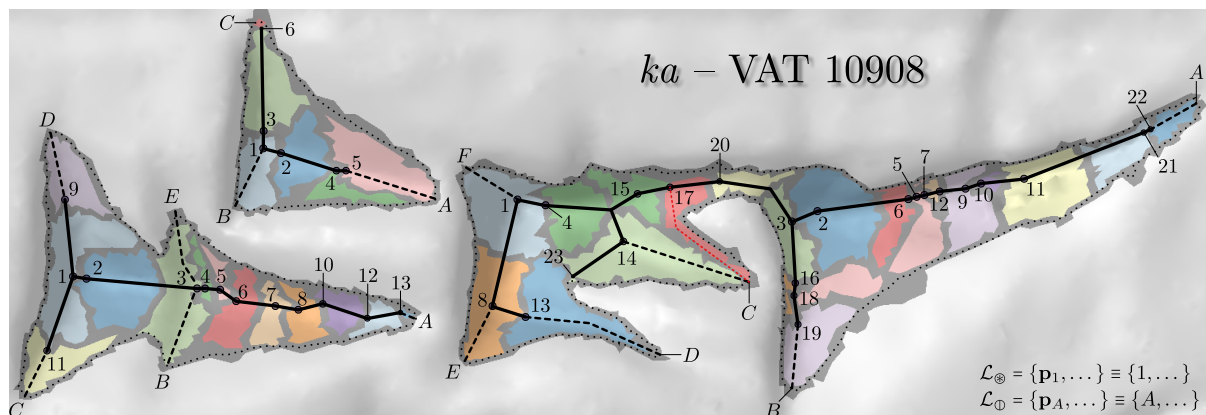 ka – VAT 10908
C 6
3
1 2
4 5
B A
D
9
1 2
11
C
E
3 4 5
6 7 8
10
12 13
A
B
F
1 4
15
17
20
14
23
8 13
E
D
C
3 2
16
18
19
B
5 7
6 12 9 10 11
22
21
A
ℒ⊛ = {p₁, . . .} ≡ {1, . . .}
ℒ⦶ = {p_A, . . .} ≡ {A, . . .}